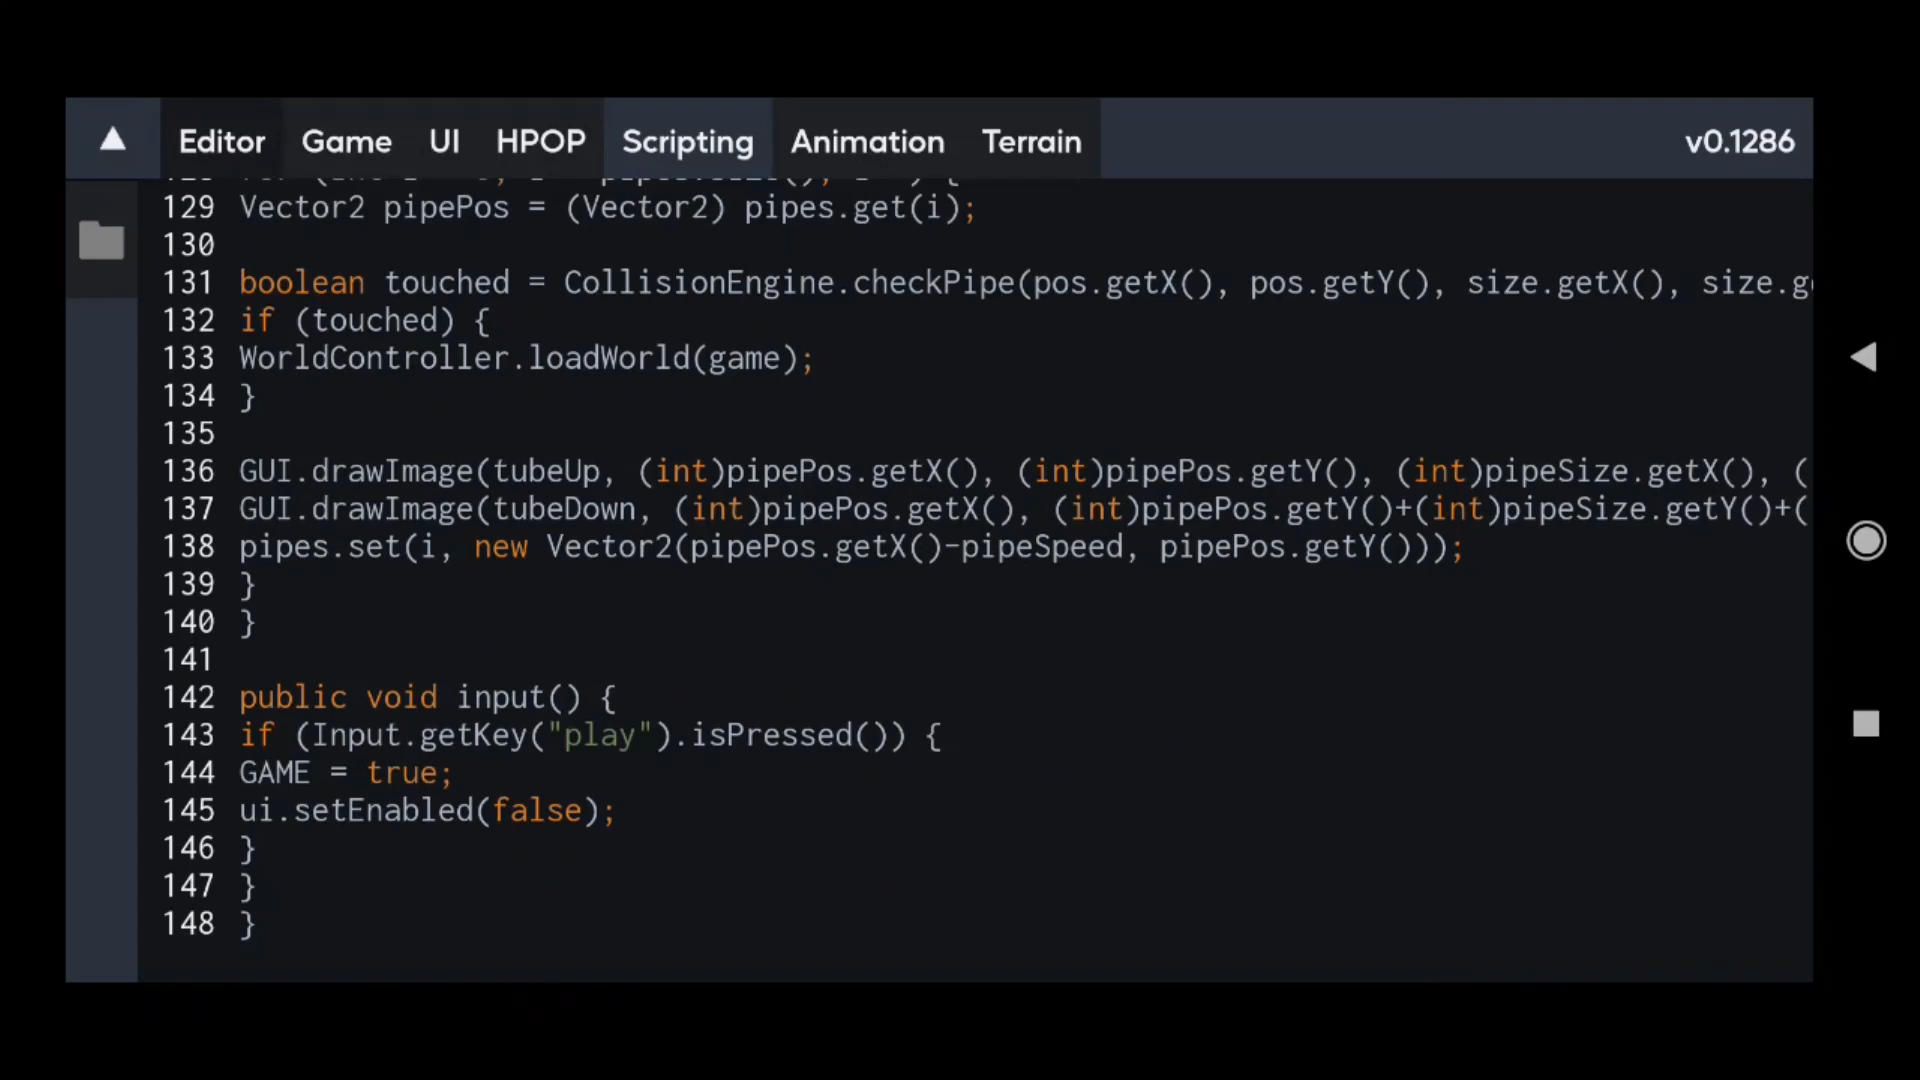 ▲ Editor Game UI HPOP Scripting Animation Terrain v0.1286
129 Vector2 pipePos = (Vector2) pipes.get(i);
130
131 boolean touched = CollisionEngine.checkPipe(pos.getX(), pos.getY(), size.getX(), size.g
132 if (touched) {
133 WorldController.loadWorld(game);
134 }
135
136 GUI.drawImage(tubeUp, (int)pipePos.getX(), (int)pipePos.getY(), (int)pipeSize.getX(), (
137 GUI.drawImage(tubeDown, (int)pipePos.getX(), (int)pipePos.getY()+(int)pipeSize.getY()+(
138 pipes.set(i, new Vector2(pipePos.getX()-pipeSpeed, pipePos.getY()));
139 }
140 }
141
142 public void input() {
143 if (Input.getKey("play").isPressed()) {
144 GAME = true;
145 ui.setEnabled(false);
146 }
147 }
148 }